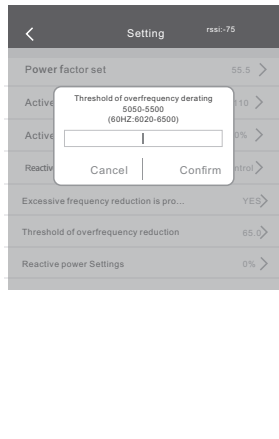 Setting
rssi:-75
Power factor set 55.5
Active 110
Threshold of overfrequency derating
5050-5500
(60HZ:6020-6500)
Active 0%
Cancel Confirm
Reactiv ntrol
Excessive frequency reduction is pro... YES
Threshold of overfrequency reduction 65.0
Reactive power Settings 0%